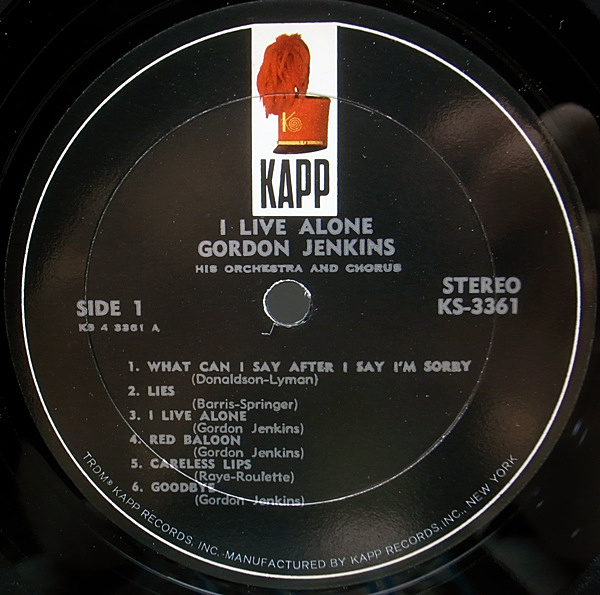 K
KAPP
I LIVE ALONE
GORDON JENKINS
HIS ORCHESTRA AND CHORUS
STEREO
KS-3361
SIDE 1
KS 4 3361 A
1. WHAT CAN I SAY AFTER I SAY I'M SORRY
(Donaldson-Lyman)
2. LIES
(Barris-Springer)
3. I LIVE ALONE
(Gordon Jenkins)
4. RED BALOON
(Gordon Jenkins)
5. CARELESS LIPS
(Raye-Roulette)
6. GOODBYE
(Gordon Jenkins)
TRDM® KAPP RECORDS, INC.·MANUFACTURED BY KAPP RECORDS, INC., NEW YORK